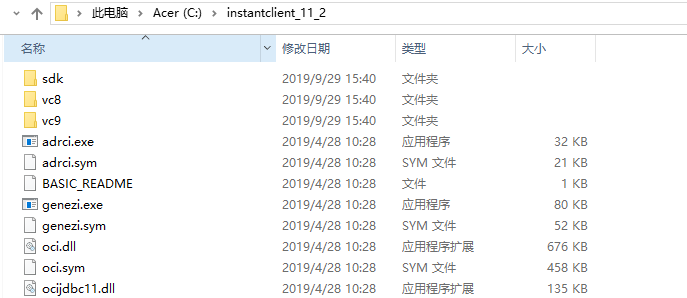 此电脑 Acer (C:) instantclient_11_2
名称 修改日期 类型 大小
sdk 2019/9/29 15:40 文件夹
vc8 2019/9/29 15:40 文件夹
vc9 2019/9/29 15:40 文件夹
adrci.exe 2019/4/28 10:28 应用程序 32 KB
adrci.sym 2019/4/28 10:28 SYM 文件 21 KB
BASIC_README 2019/4/28 10:28 文件 1 KB
genezi.exe 2019/4/28 10:28 应用程序 80 KB
genezi.sym 2019/4/28 10:28 SYM 文件 52 KB
oci.dll 2019/4/28 10:28 应用程序扩展 676 KB
oci.sym 2019/4/28 10:28 SYM 文件 458 KB
ocijdbc11.dll 2019/4/28 10:28 应用程序扩展 135 KB